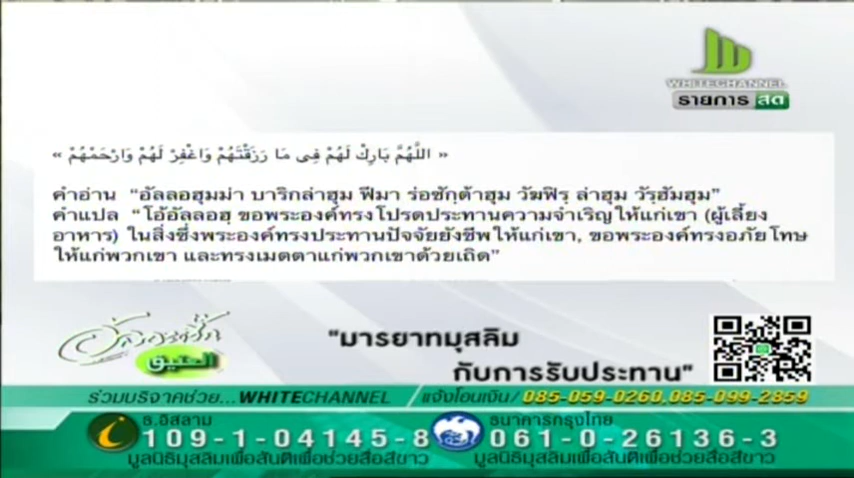 WHITECHANNEL
รายการ สด
« اللَّهُمَّ بَارِكْ لَهُمْ فِى مَا رَزَقْتَهُمْ وَاغْفِرْ لَهُمْ وَارْحَمْهُمْ »
คำอ่าน “อัลลอฮุมม่า บาริกล่าฮุม ฟีมา ร่อซักฺต้าฮุม วัฆฟิรฺ ล่าฮุม วัรฺฮัมฮุม”
คำแปล “ โอ้อัลลอฮฺ ขอพระองค์ทรงโปรดประทานความจำเริญให้แก่เขา (ผู้เลี้ยง
อาหาร) ในสิ่งซึ่งพระองค์ทรงประทานปัจจัยยังชีพให้แก่เขา, ขอพระองค์ทรงอภัยโทษ
ให้แก่พวกเขา และทรงเมตตาแก่พวกเขาด้วยเถิด”
العتيق
"มารยาทมุสลิม
กับการรับประทาน"
ร่วมบริจาคช่วย...WHITECHANNEL /แจ้งโอนเงิน/ 085-059-0260,085-099-2859
ธ.อิสลาม
109-1-04145-8
มูลนิธิมุสลิมเพื่อสันติเพื่อช่วยสื่อสีขาว
ธนาคารกรุงไทย
061-0-26136-3
มูลนิธิมุสลิมเพื่อสันติเพื่อช่วยสื่อสีขาว